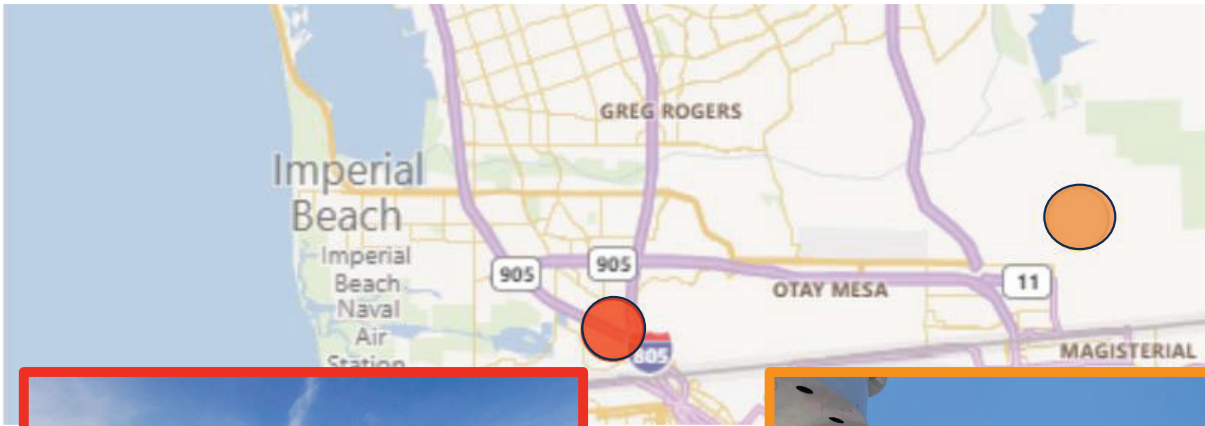 GREG ROGERS
Imperial
Beach
Imperial
Beach
Naval
Air
Station
905
905
11
OTAY MESA
805
MAGISTERIAL